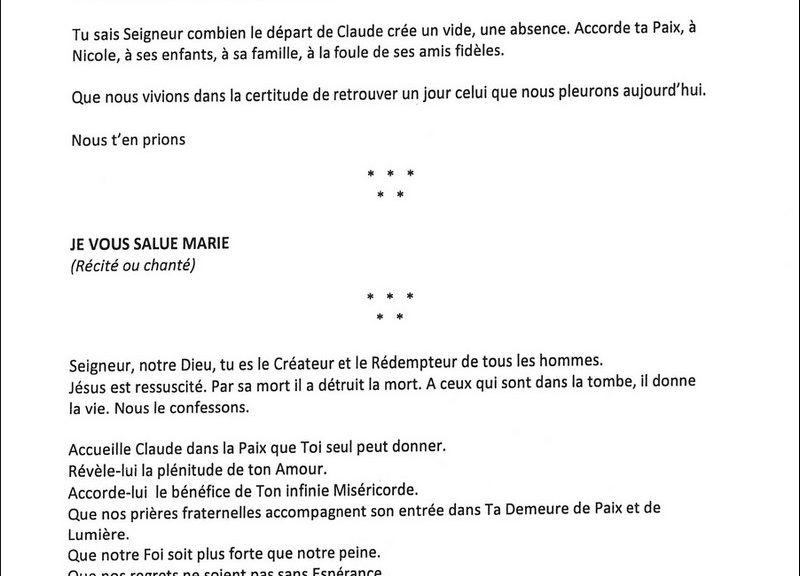 Tu sais Seigneur combien le départ de Claude crée un vide, une absence. Accorde ta Paix, à
Nicole, à ses enfants, à sa famille, à la foule de ses amis fidèles.
Que nous vivions dans la certitude de retrouver un jour celui que nous pleurons aujourd'hui.
Nous t'en prions
* * *
* *
JE VOUS SALUE MARIE
(Récité ou chanté)
* * *
* *
Seigneur, notre Dieu, tu es le Créateur et le Rédempteur de tous les hommes.
Jésus est ressuscité. Par sa mort il a détruit la mort. A ceux qui sont dans la tombe, il donne
la vie. Nous le confessons.
Accueille Claude dans la Paix que Toi seul peut donner.
Révèle-lui la plénitude de ton Amour.
Accorde-lui  le bénéfice de Ton infinie Miséricorde.
Que nos prières fraternelles accompagnent son entrée dans Ta Demeure de Paix et de
Lumière.
Que notre Foi soit plus forte que notre peine.
Que nos regrets ne soient pas sans Espérance